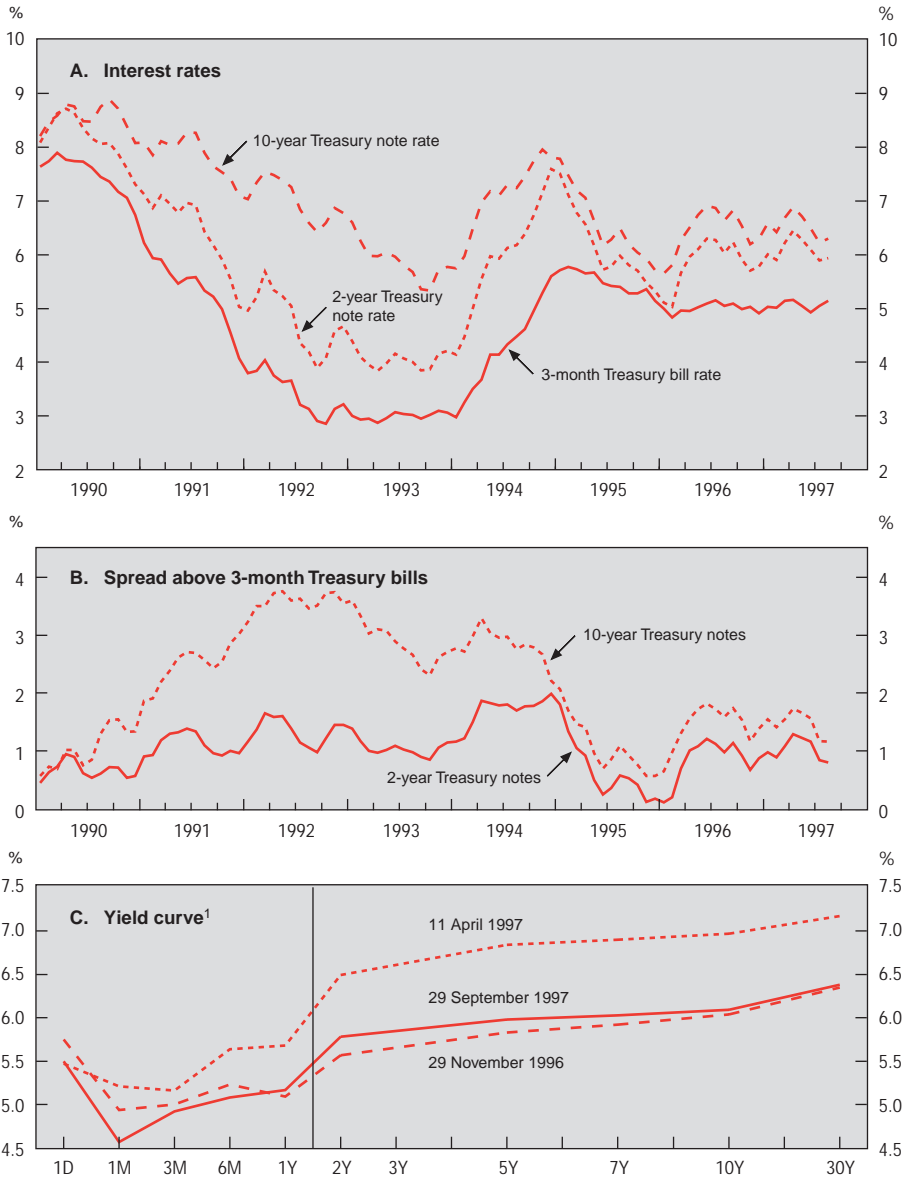 % %
10 10
A. Interest rates
9 9
10-year Treasury note rate
8 8
7 7
6 6
2-year Treasury
note rate
5 5
3-month Treasury bill rate
4 4
3 3
2 2
1990 1991 1992 1993 1994 1995 1996 1997
% %
B. Spread above 3-month Treasury bills
4 4
10-year Treasury notes
3 3
2 2
1 1
2-year Treasury notes
0 0
1990 1991 1992 1993 1994 1995 1996 1997
% %
7.5 7.5
C. Yield curve¹
11 April 1997
7.0 7.0
6.5 6.5
29 September 1997
6.0 6.0
29 November 1996
5.5 5.5
5.0 5.0
4.5 4.5
1D 1M 3M 6M 1Y 2Y 3Y 5Y 7Y 10Y 30Y